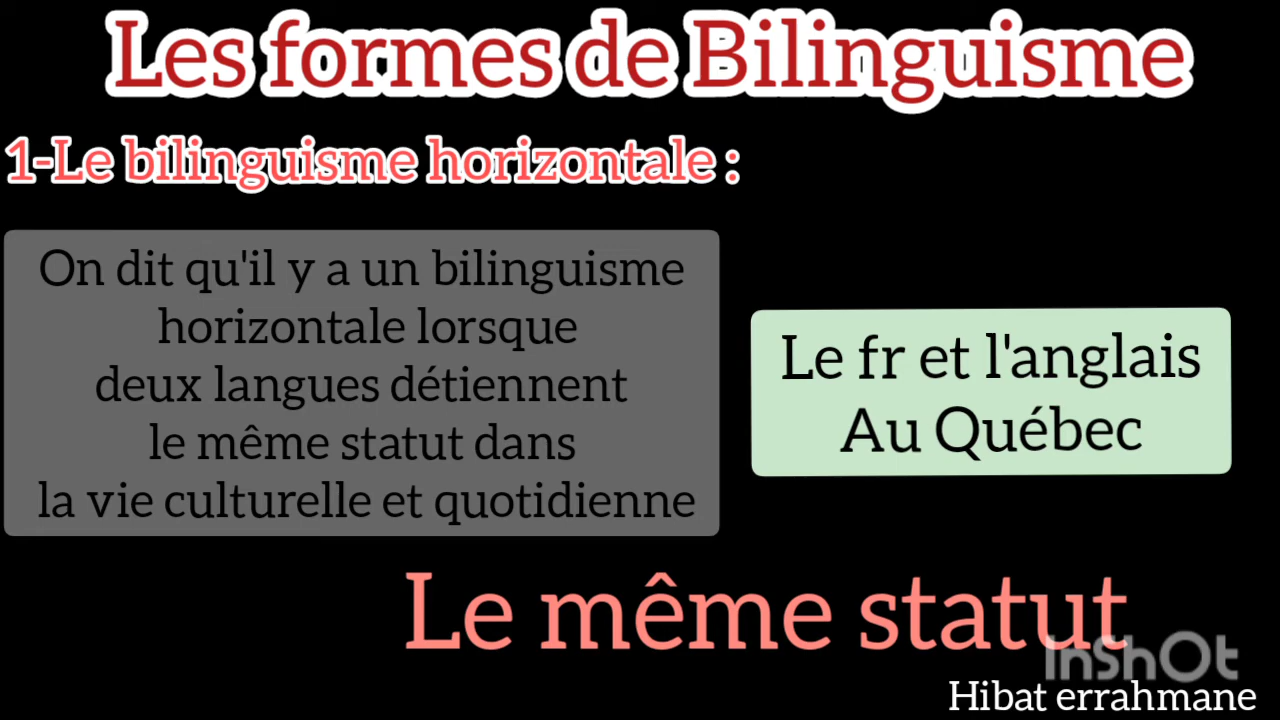 Les formes de Bilinguisme
1-Le bilinguisme horizontale :
On dit qu'il y a un bilinguisme
horizontale lorsque
deux langues détiennent
le même statut dans
la vie culturelle et quotidienne
Le fr et l'anglais
Au Québec
Le même statut
InShOt
Hibat errahmane